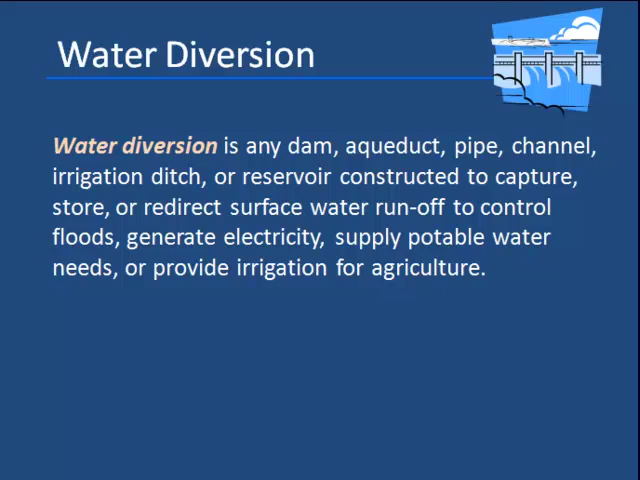 Water Diversion
Water diversion is any dam, aqueduct, pipe, channel,
irrigation ditch, or reservoir constructed to capture,
store, or redirect surface water run-off to control
floods, generate electricity, supply potable water
needs, or provide irrigation for agriculture.